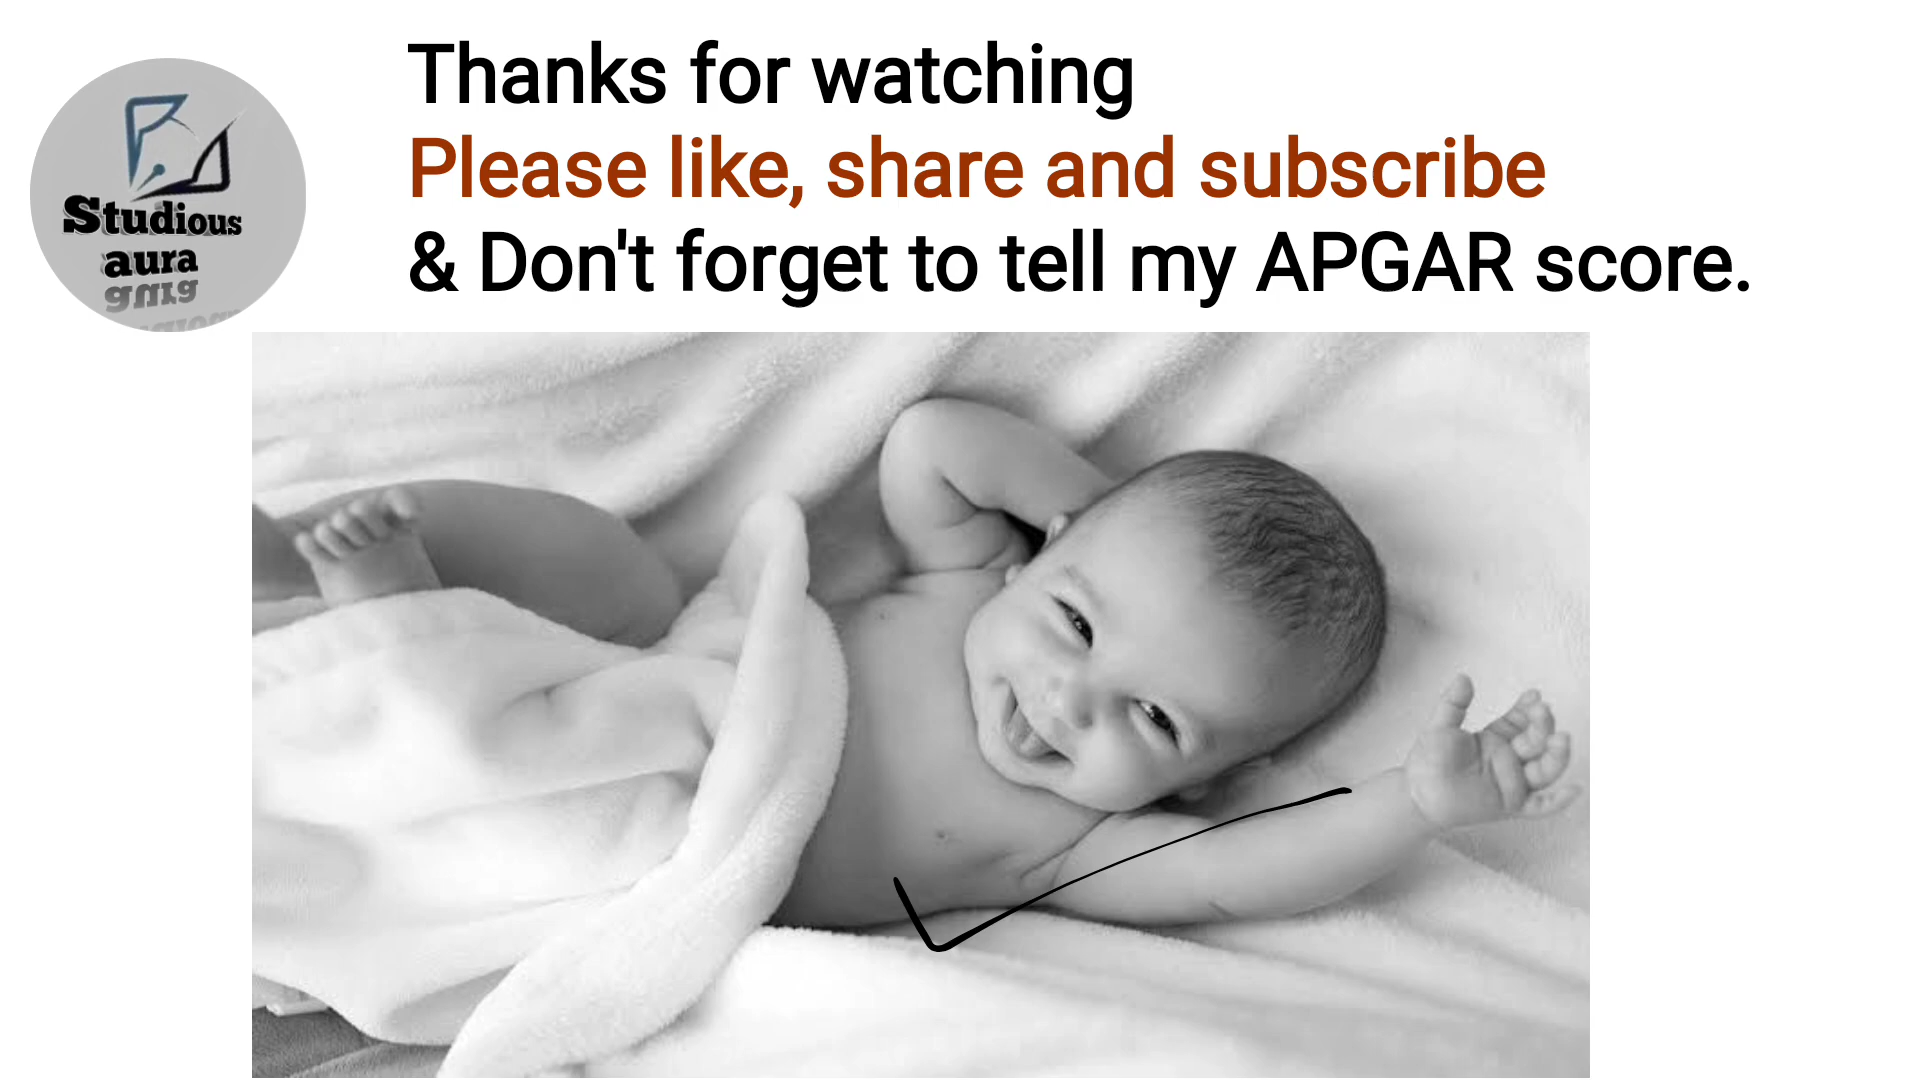 Thanks for watching
Please like, share and subscribe
& Don't forget to tell my APGAR score.
Studious
aura